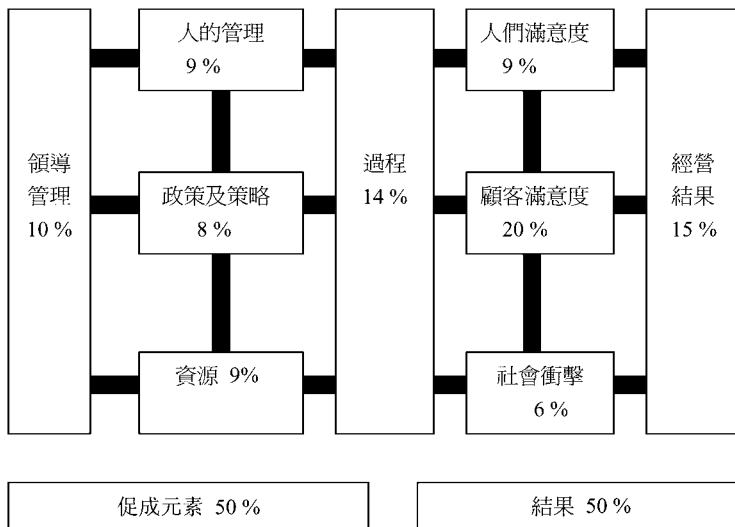 人的管理
9 %
人們滿意度
9 %
領導
管理
10 %
政策及策略
8 %
過程
14 %
顧客滿意度
20 %
經營
結果
15 %
資源 9%
社會衝擊
6 %
促成元素 50 %
結果 50 %